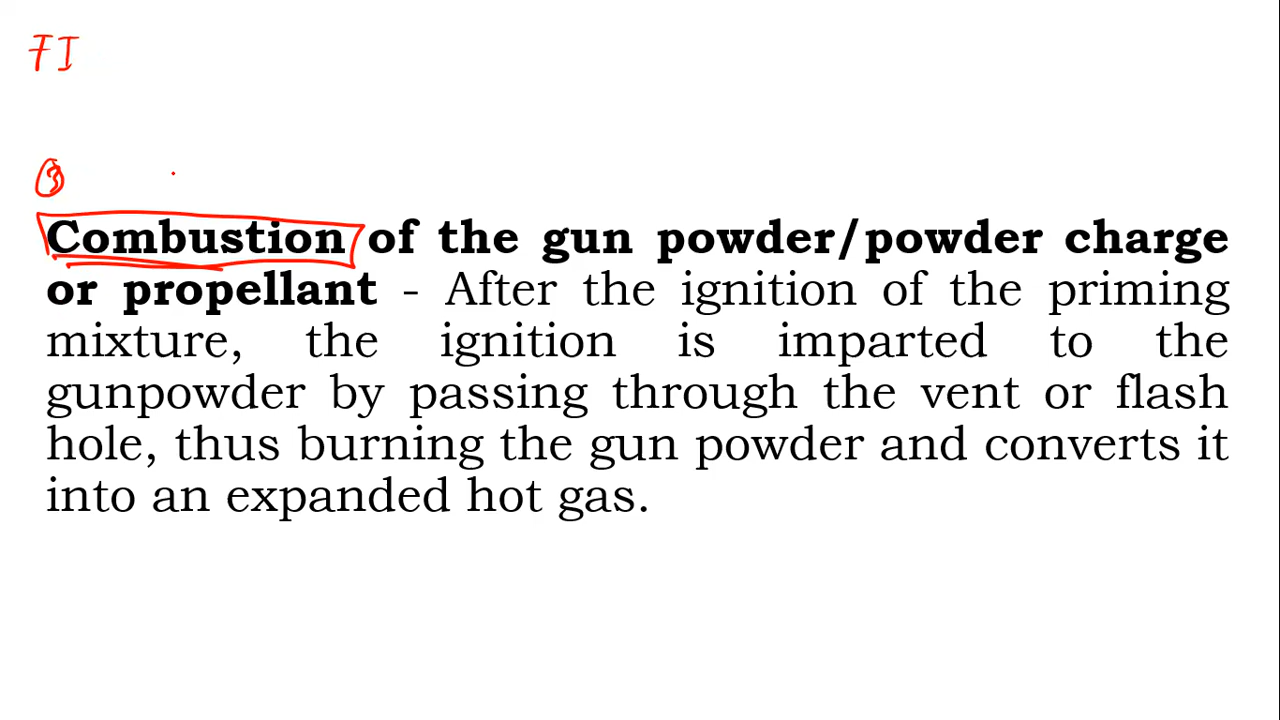 FI
3
Combustion of the gun powder/powder charge
or propellant - After the ignition of the priming
mixture, the ignition is imparted to the
gunpowder by passing through the vent or flash
hole, thus burning the gun powder and converts it
into an expanded hot gas.